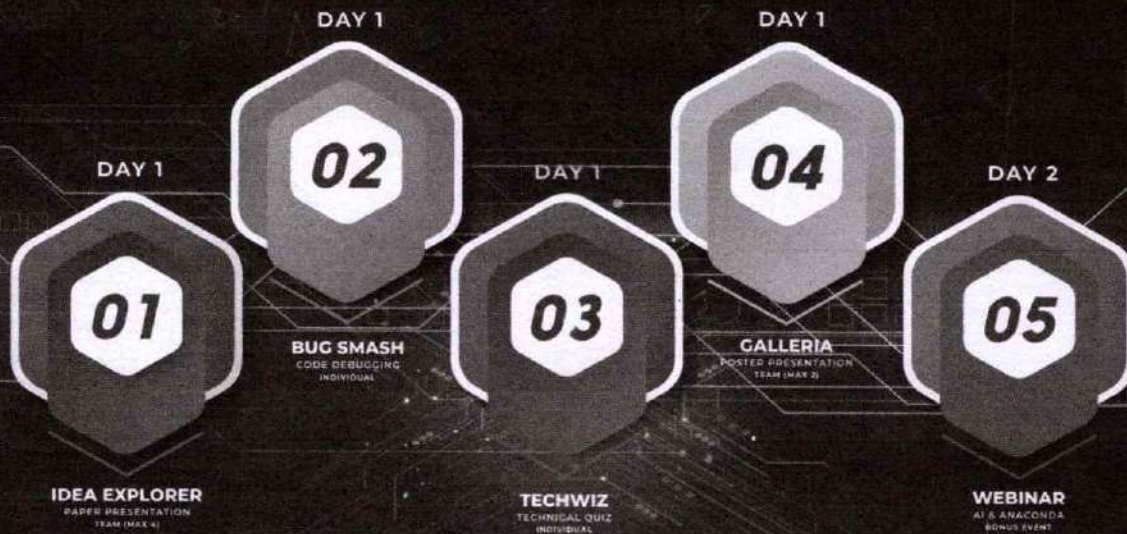 DAY 1
01
IDEA EXPLORER
PAPER PRESENTATION
TEAM (MAX 4)
DAY 1
02
BUG SMASH
CODE DEBUGGING
INDIVIDUAL
DAY 1
03
TECHWIZ
TECHNICAL QUIZ
INDIVIDUAL
DAY 1
04
GALLERIA
POSTER PRESENTATION
TEAM (MAX 2)
DAY 2
05
WEBINAR
AI & ANACONDA
BONUS EVENT